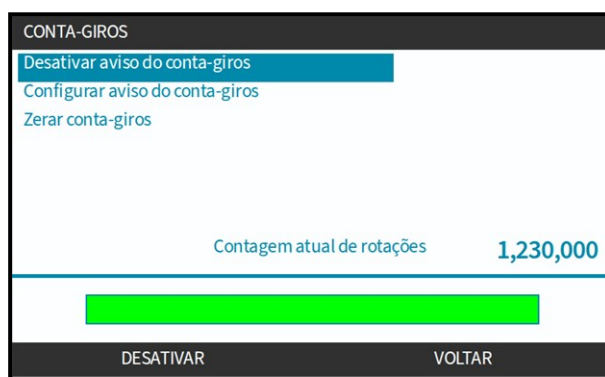 CONTA-GIROS
Desativar aviso do conta-giros
Configurar aviso do conta-giros
Zerar conta-giros
Contagem atual de rotações 1,230,000
DESATIVAR VOLTAR